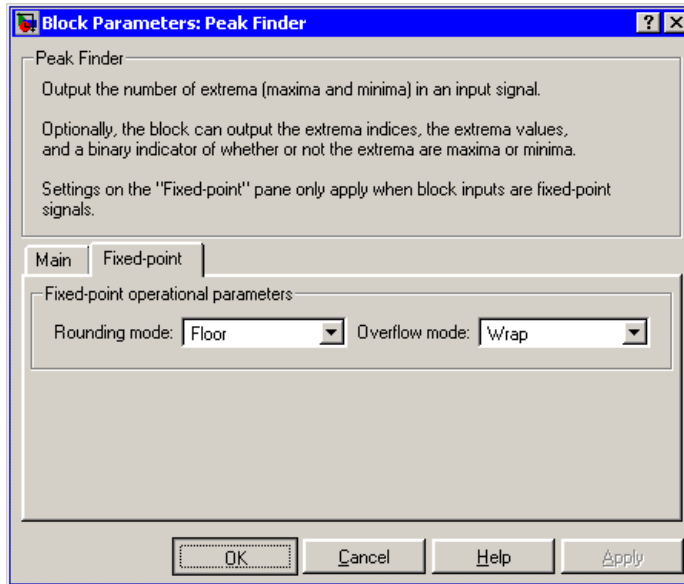 Block Parameters: Peak Finder
Peak Finder
Output the number of extrema (maxima and minima) in an input signal.
Optionally, the block can output the extrema indices, the extrema values,
and a binary indicator of whether or not the extrema are maxima or minima.
Settings on the "Fixed-point" pane only apply when block inputs are fixed-point
signals.
Main Fixed-point
Fixed-point operational parameters
Rounding mode: Floor Overflow mode: Wrap
OK Cancel Help Apply